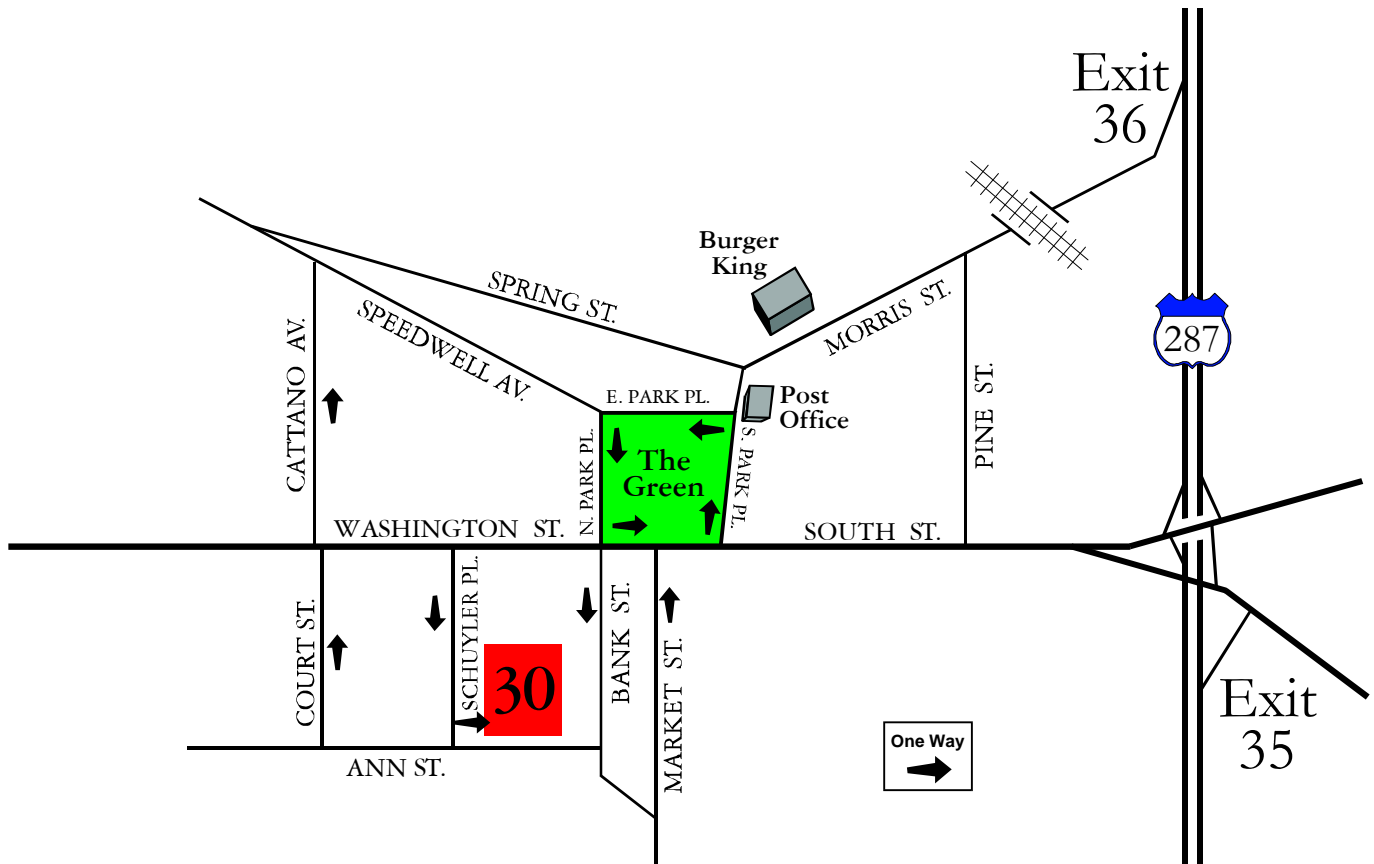 Exit
36
Burger
King
SPRING ST.
MORRIS ST.
287
SPEEDWELL AV.
CATTANO AV.
E. PARK PL.
Post
Office
PINE ST.
N. PARK PL.
The
Green
S. PARK PL.
WASHINGTON ST.
SOUTH ST.
COURT ST.
SCHUYLER PL.
30
BANK ST.
MARKET ST.
Exit
35
One Way
ANN ST.